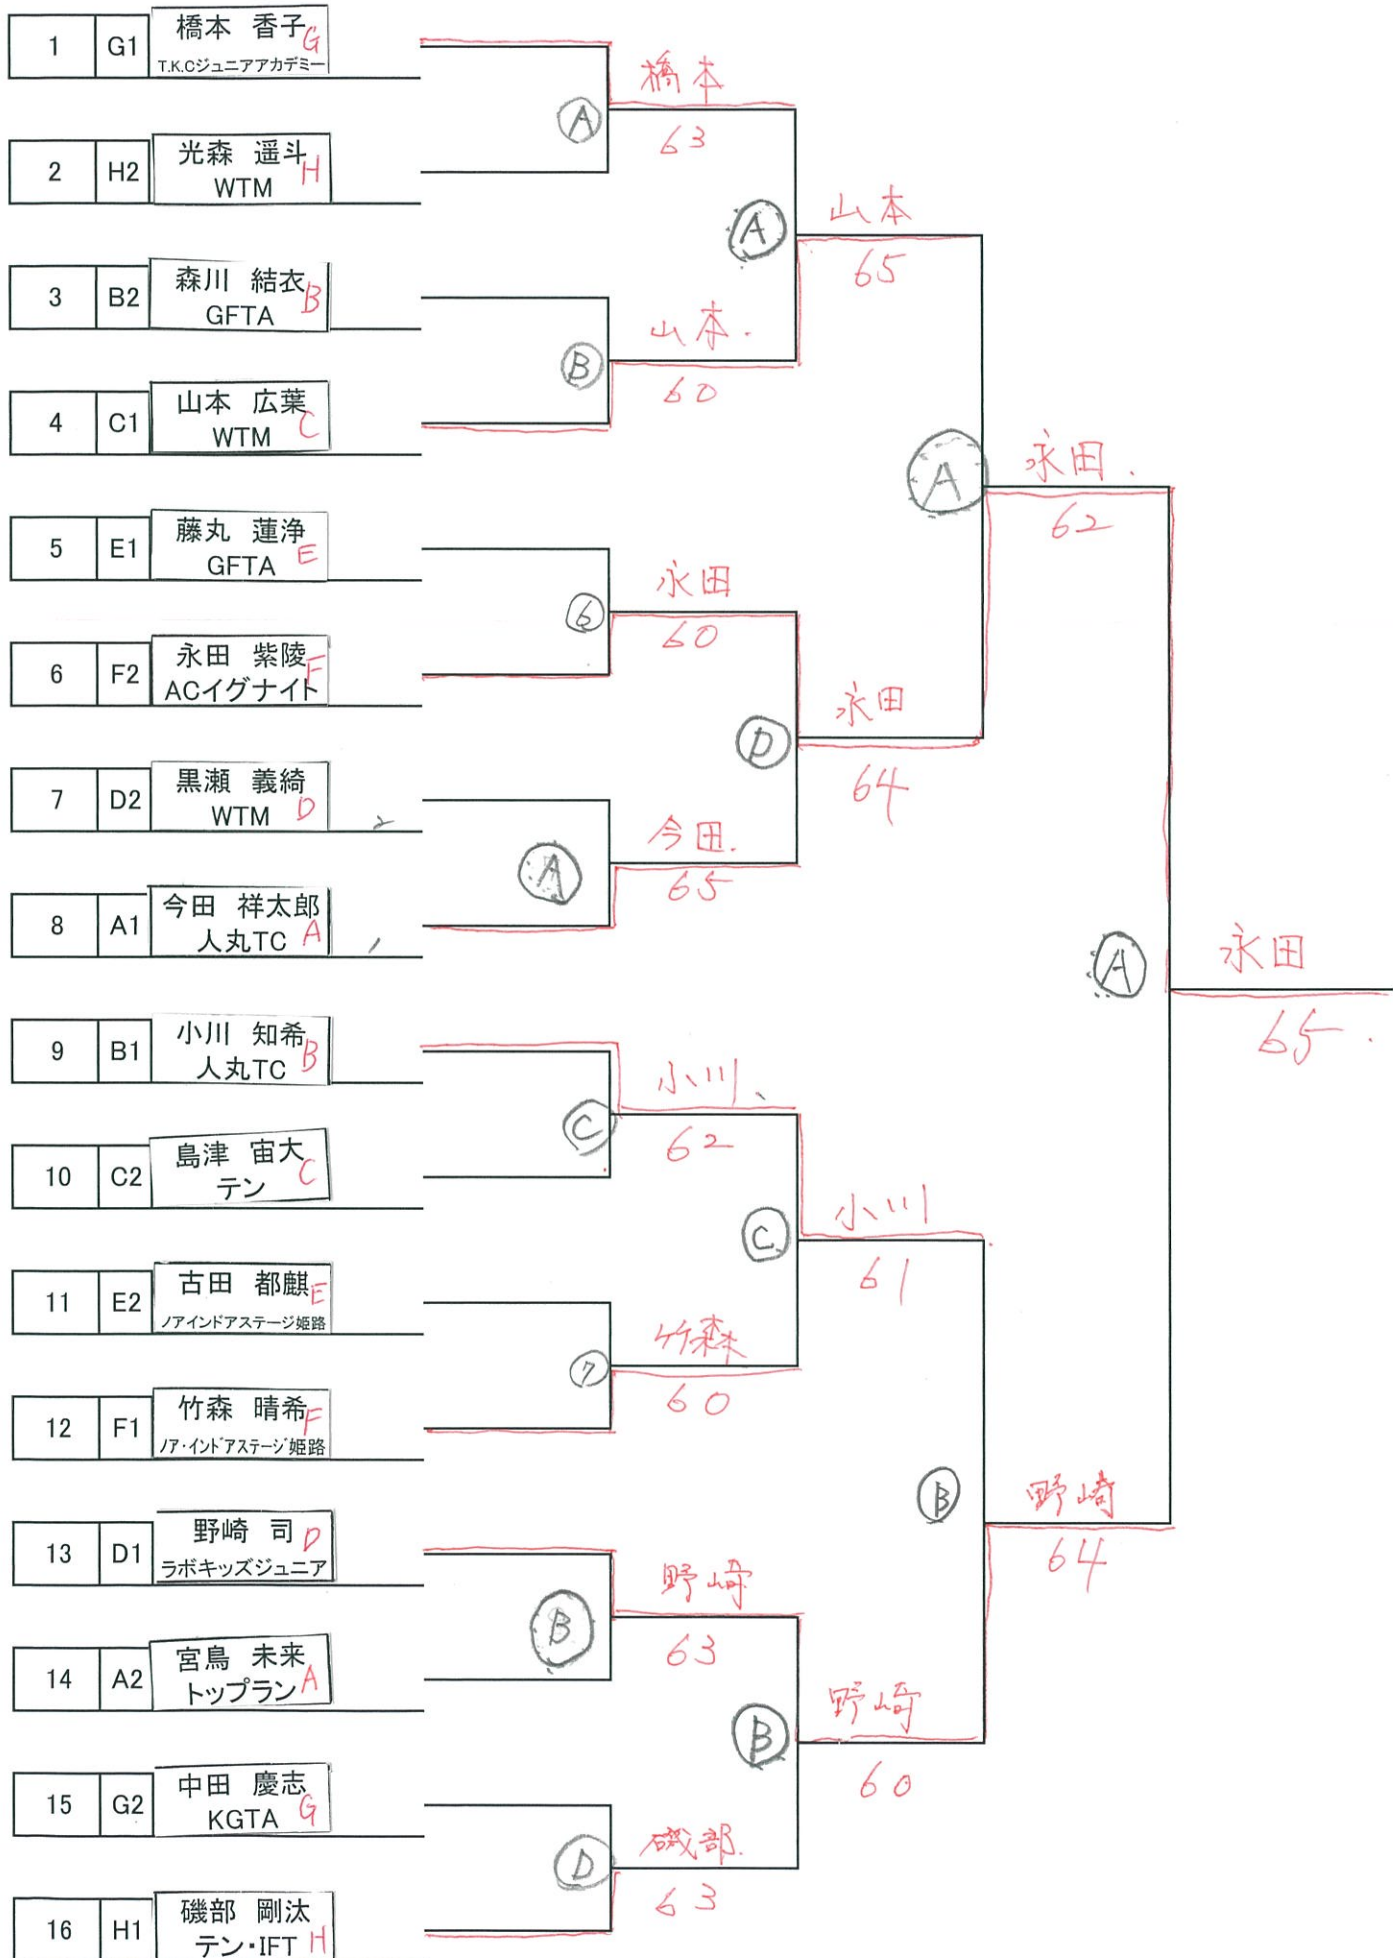 1 G1 橋本 香子 G
T.K.Cジュニアアカデミー
橋本
A
63
2 H2 光森 遥斗 H
WTM
A
山本
65
3 B2 森川 結衣 B
GFTA
山本.
B
60
4 C1 山本 広葉 C
WTM
A
永田.
62
5 E1 藤丸 蓮浄 E
GFTA
永田
6
60
6 F2 永田 紫陵 F
ACイグナイト
永田
D
64
7 D2 黒瀬 義綺 D
WTM
2
今田.
A
65
8 A1 今田 祥太郎
人丸TC A
1
A
永田
65.
9 B1 小川 知希 B
人丸TC
小川、
C
62
10 C2 島津 宙大 C
テン
小川
C
61
11 E2 古田 都麒 E
ノアインドアステージ姫路
竹森
7
60
12 F1 竹森 晴希 F
ノア・インドアステージ姫路
B
野崎
64
13 D1 野崎 司 D
ラボキッズジュニア
野崎
B
63
14 A2 宮鳥 未来
トップラン A
野崎
B
60
15 G2 中田 慶志
KGTA G
磯部.
D
63
16 H1 磯部 剛汰
テン・IFT H